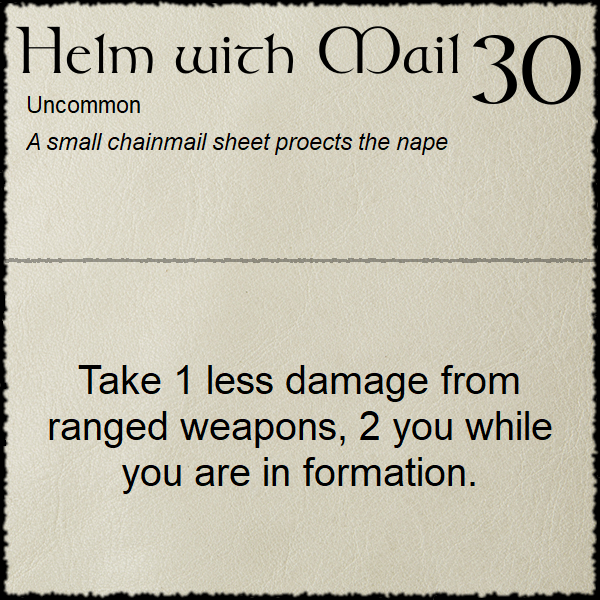 Helm with Mail 30
Uncommon
A small chainmail sheet proects the nape
Take 1 less damage from
ranged weapons, 2 you while
you are in formation.